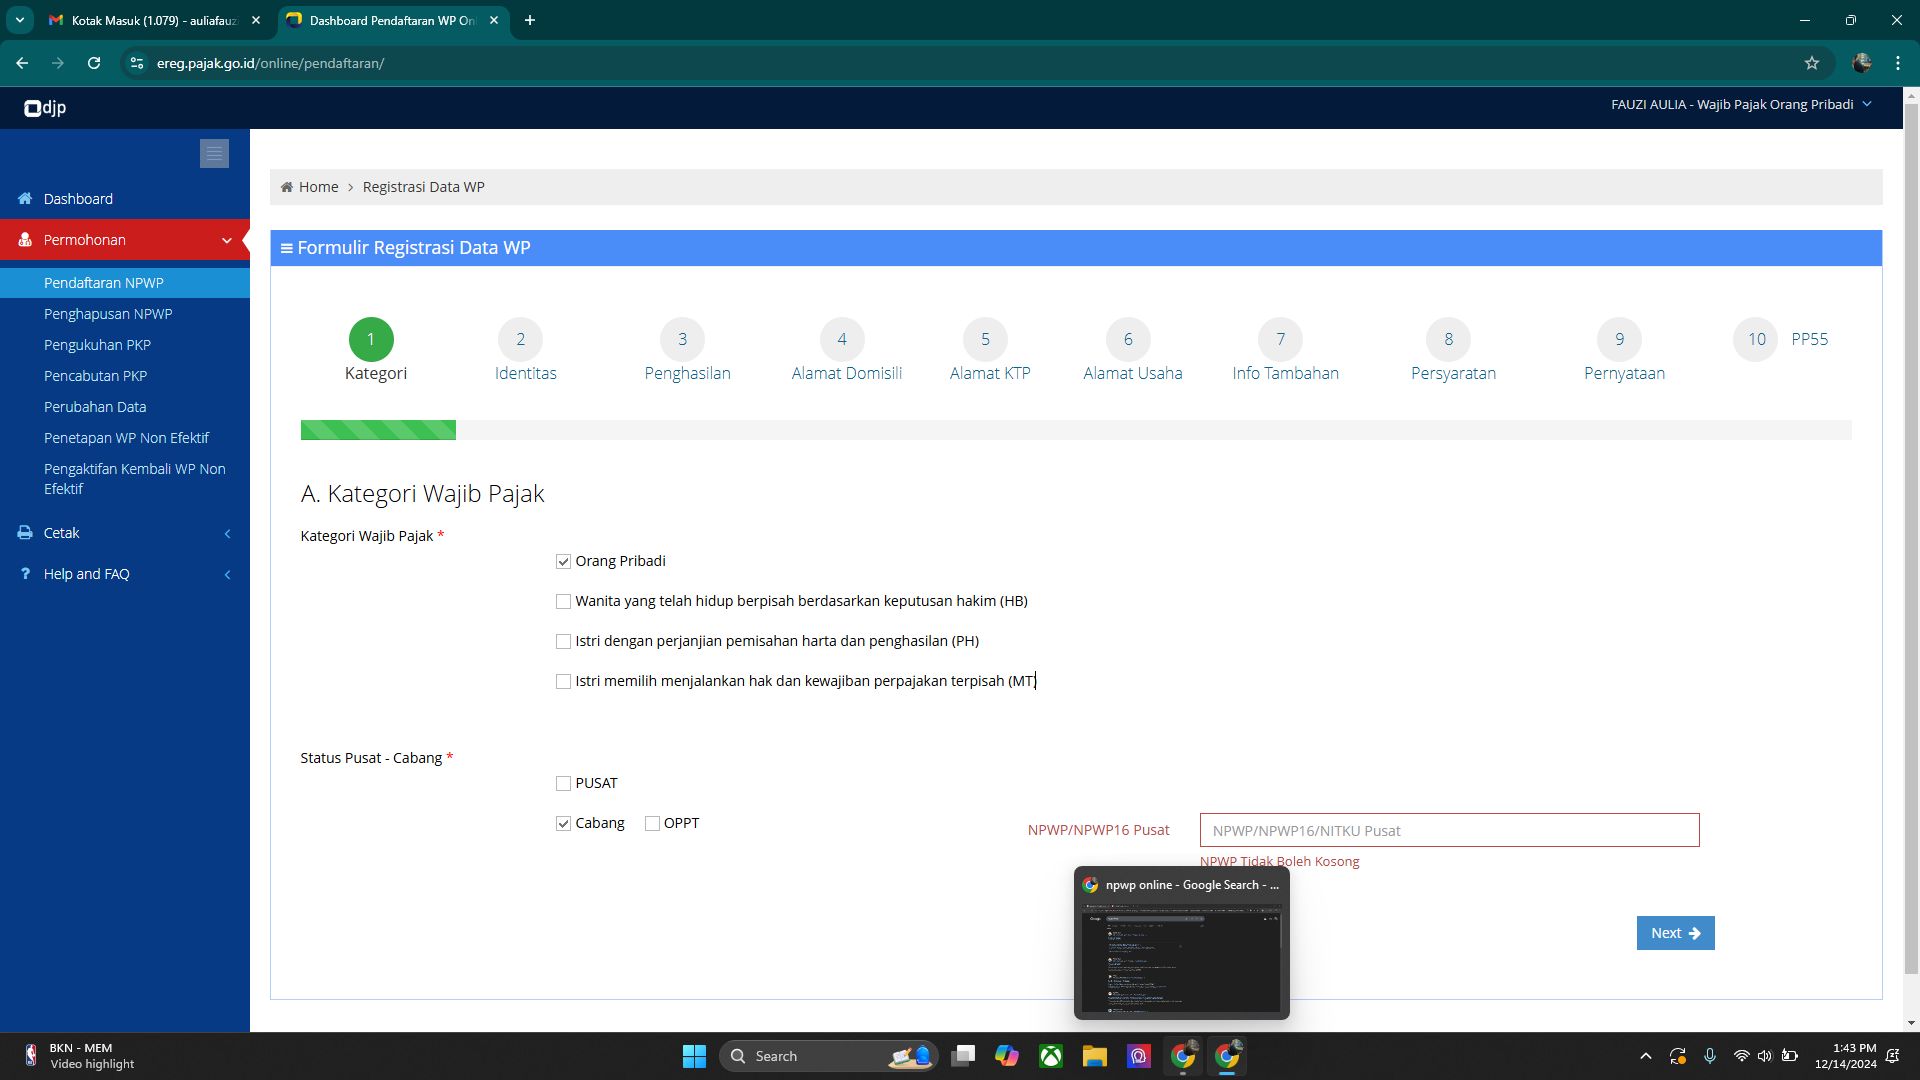 Kotak Masuk (1.079) - auliafauz
Dashboard Pendaftaran WP On
ereg.pajak.go.id/online/pendaftaran/
djp
FAUZI AULIA - Wajib Pajak Orang Pribadi
Home > Registrasi Data WP
Dashboard
Permohonan
Pendaftaran NPWP
Penghapusan NPWP
Pengukuhan PKP
Pencabutan PKP
Perubahan Data
Penetapan WP Non Efektif
Pengaktifan Kembali WP Non
Efektif
Cetak
? Help and FAQ
Formulir Registrasi Data WP
1 2 3 4 5 6 7 8 9 10 PP55
Kategori Identitas Penghasilan Alamat Domisili Alamat KTP Alamat Usaha Info Tambahan Persyaratan Pernyataan
A. Kategori Wajib Pajak
Kategori Wajib Pajak *
Orang Pribadi
Wanita yang telah hidup berpisah berdasarkan keputusan hakim (HB)
Istri dengan perjanjian pemisahan harta dan penghasilan (PH)
Istri memilih menjalankan hak dan kewajiban perpajakan terpisah (MT)
Status Pusat - Cabang *
PUSAT
Cabang OPPT NPWP/NPWP16 Pusat NPWP/NPWP16/NITKU Pusat
NPWP Tidak Boleh Kosong
npwp online - Google Search - ...
Next
BKN - MEM
Video highlight
Search
1:43 PM
12/14/2024